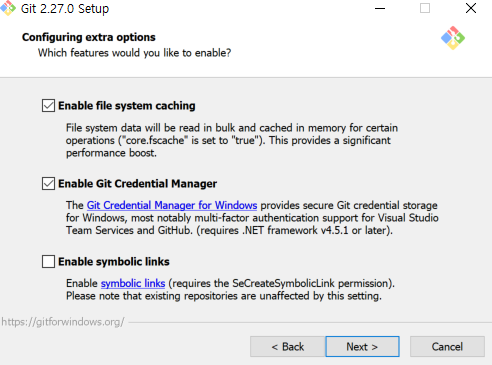 Git 2.27.0 Setup
Configuring extra options
Which features would you like to enable?
Enable file system caching
File system data will be read in bulk and cached in memory for certain
operations ("core.fscache" is set to "true"). This provides a significant
performance boost.
Enable Git Credential Manager
The Git Credential Manager for Windows provides secure Git credential storage
for Windows, most notably multi-factor authentication support for Visual Studio
Team Services and GitHub. (requires .NET framework v4.5.1 or later).
Enable symbolic links
Enable symbolic links (requires the SeCreateSymbolicLink permission).
Please note that existing repositories are unaffected by this setting.
https://gitforwindows.org/
< Back Next > Cancel